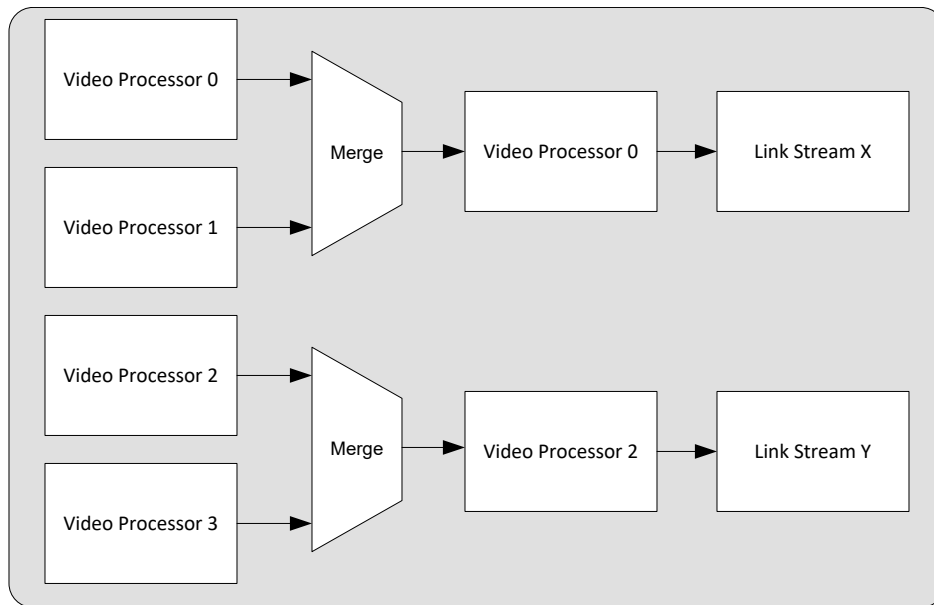 Video Processor 0
Video Processor 1
Merge
Video Processor 0
Link Stream X
Video Processor 2
Video Processor 3
Merge
Video Processor 2
Link Stream Y